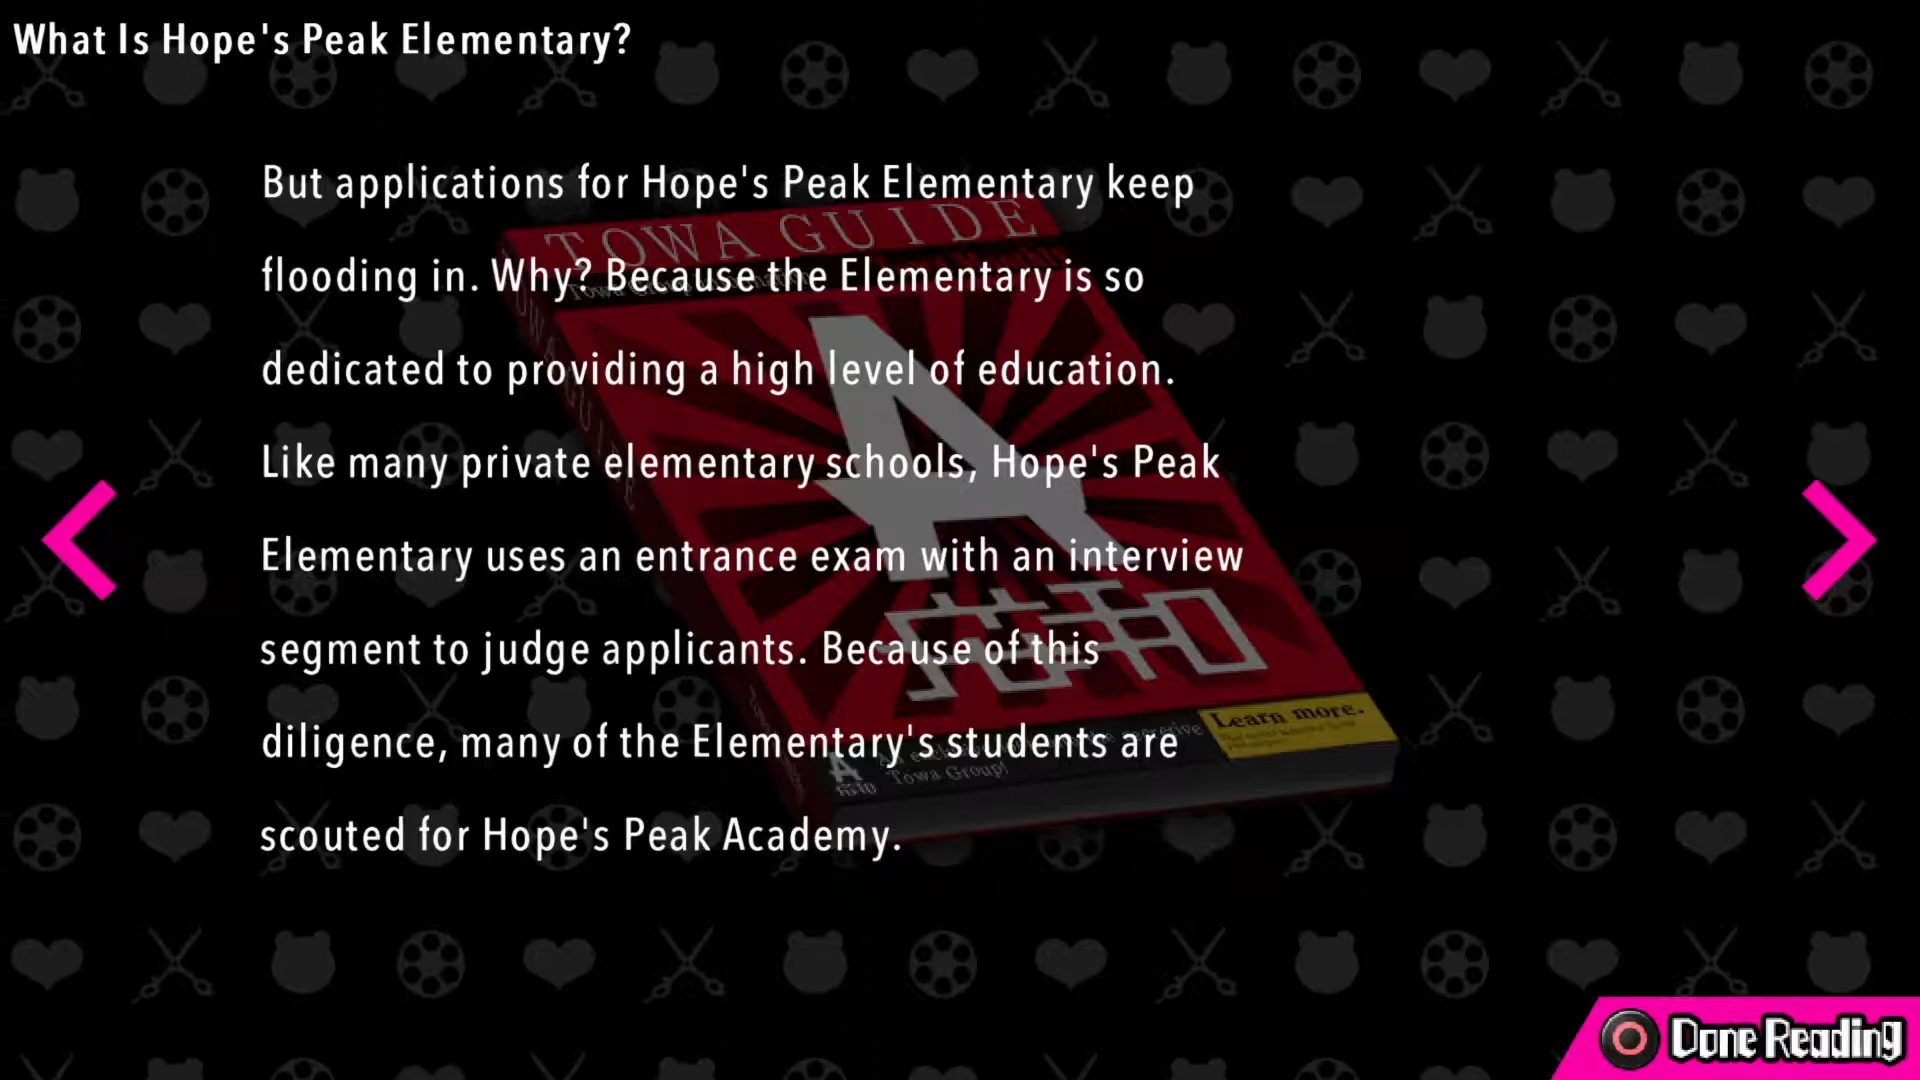 What Is Hope's Peak Elementary?
But applications for Hope's Peak Elementary keep
flooding in. Why? Because the Elementary is so
dedicated to providing a high level of education.
Like many private elementary schools, Hope's Peak
Elementary uses an entrance exam with an interview
segment to judge applicants. Because of this
diligence, many of the Elementary's students are
scouted for Hope's Peak Academy.
TOWA GUIDE
A
塔和
Learn more.
Towa Group!
Done Reading